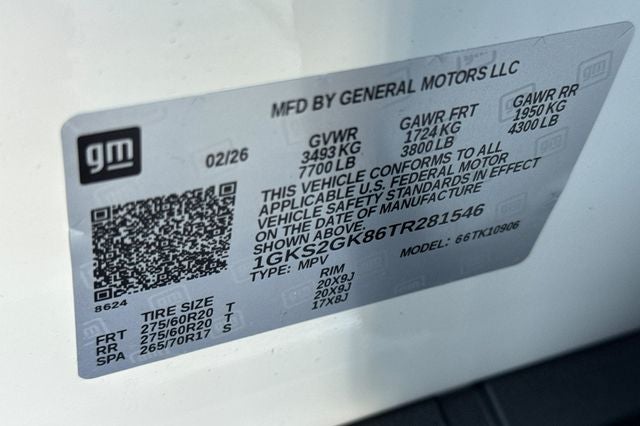 MFD BY GENERAL MOTORS LLC
gm
02/26
GVWR
3493 KG
7700 LB
GAWR FRT
1724 KG
3800 LB
GAWR RR
1950 KG
4300 LB
THIS VEHICLE CONFORMS TO ALL
APPLICABLE U.S. FEDERAL MOTOR
VEHICLE SAFETY STANDARDS IN EFFECT
ON THE DATE OF MANUFACTURE
SHOWN ABOVE.
1GKS2GK86TR281546
TYPE: MPV
MODEL: 66TK10906
8624
TIRE SIZE RIM
FRT 275/60R20 T 20X9J
RR 275/60R20 T 20X9J
SPA 265/70R17 S 17X8J